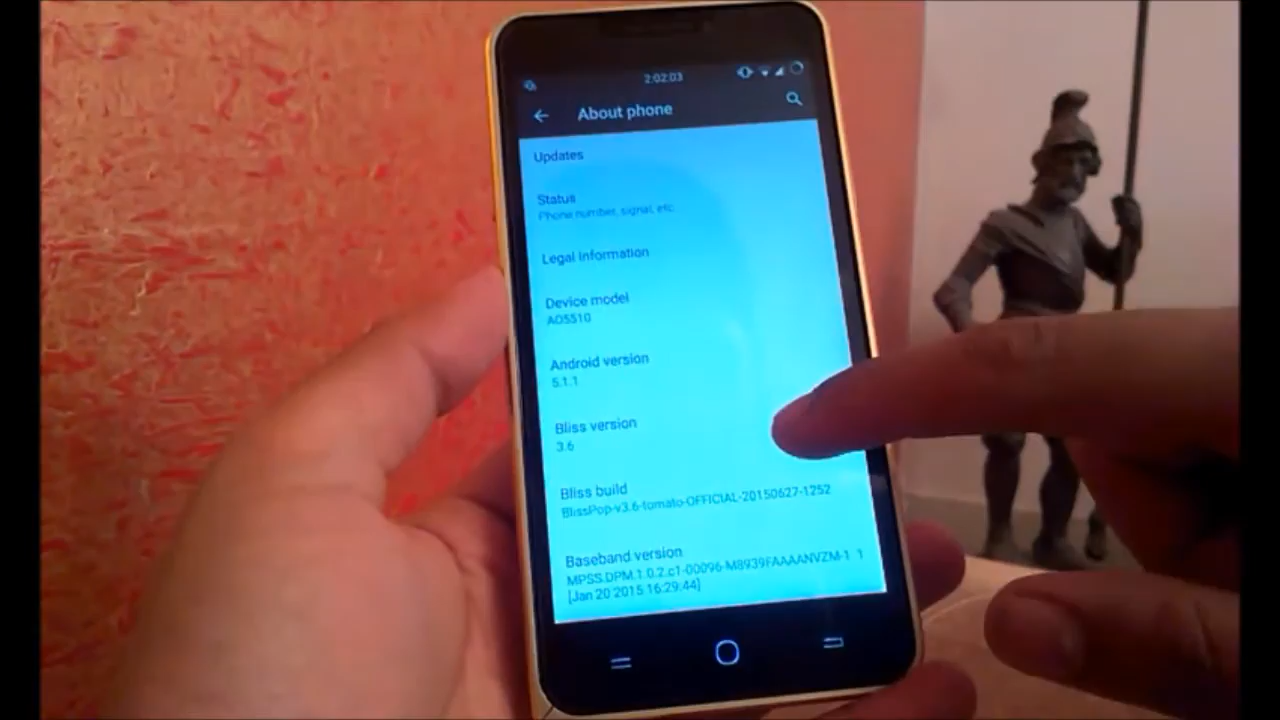 2:02:03
About phone
Updates
Status
Phone number, signal, etc.
Legal information
Device model
AO5510
Android version
5.1.1
Bliss version
3.6
Bliss build
BlissPop-v3.6-tomato-OFFICIAL-20150627-1252
Baseband version
MPSS.DPM.1.0.2.c1-00096-M8939FAAAANVZM-1 1
[Jan 20 2015 16:29:44]